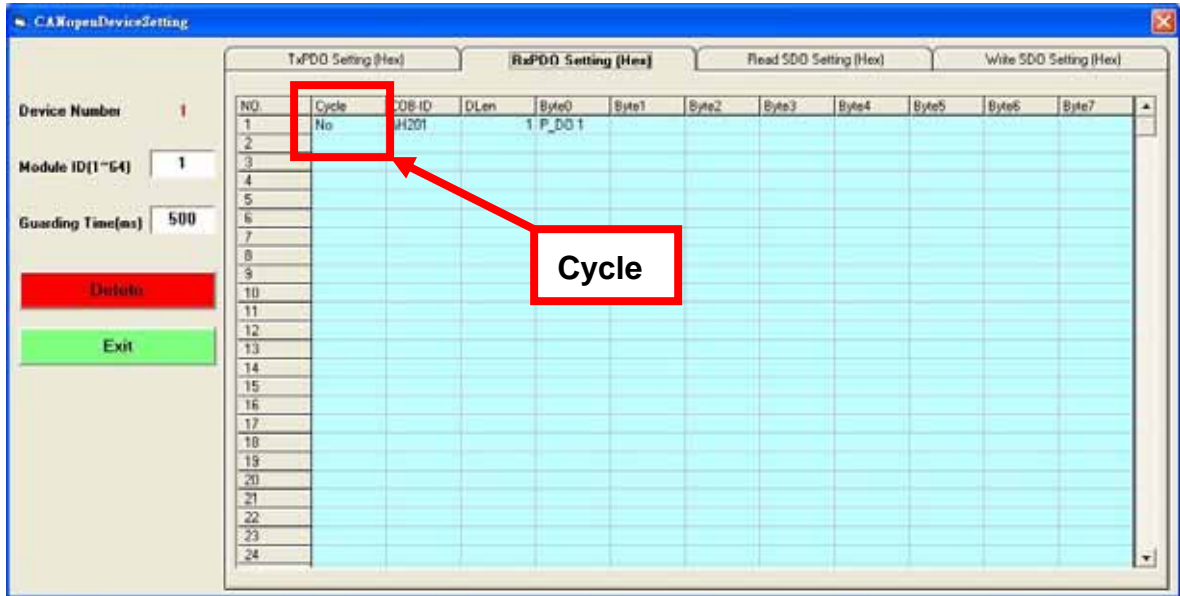 CANopenDeviceSetting
TxPDO Setting (Hex) RxPDO Setting (Hex) Read SDO Setting (Hex) Write SDO Setting (Hex)
Device Number 1
Module ID(1~64) 1
Guarding Time(ms) 500
Delete
Exit
NO. Cycle COB-ID DLen Byte0 Byte1 Byte2 Byte3 Byte4 Byte5 Byte6 Byte7
1 No 1 P_DO 1
2
3
4
5
6
7
8
9
10
11
12
13
14
15
16
17
18
19
20
21
22
23
24
Cycle